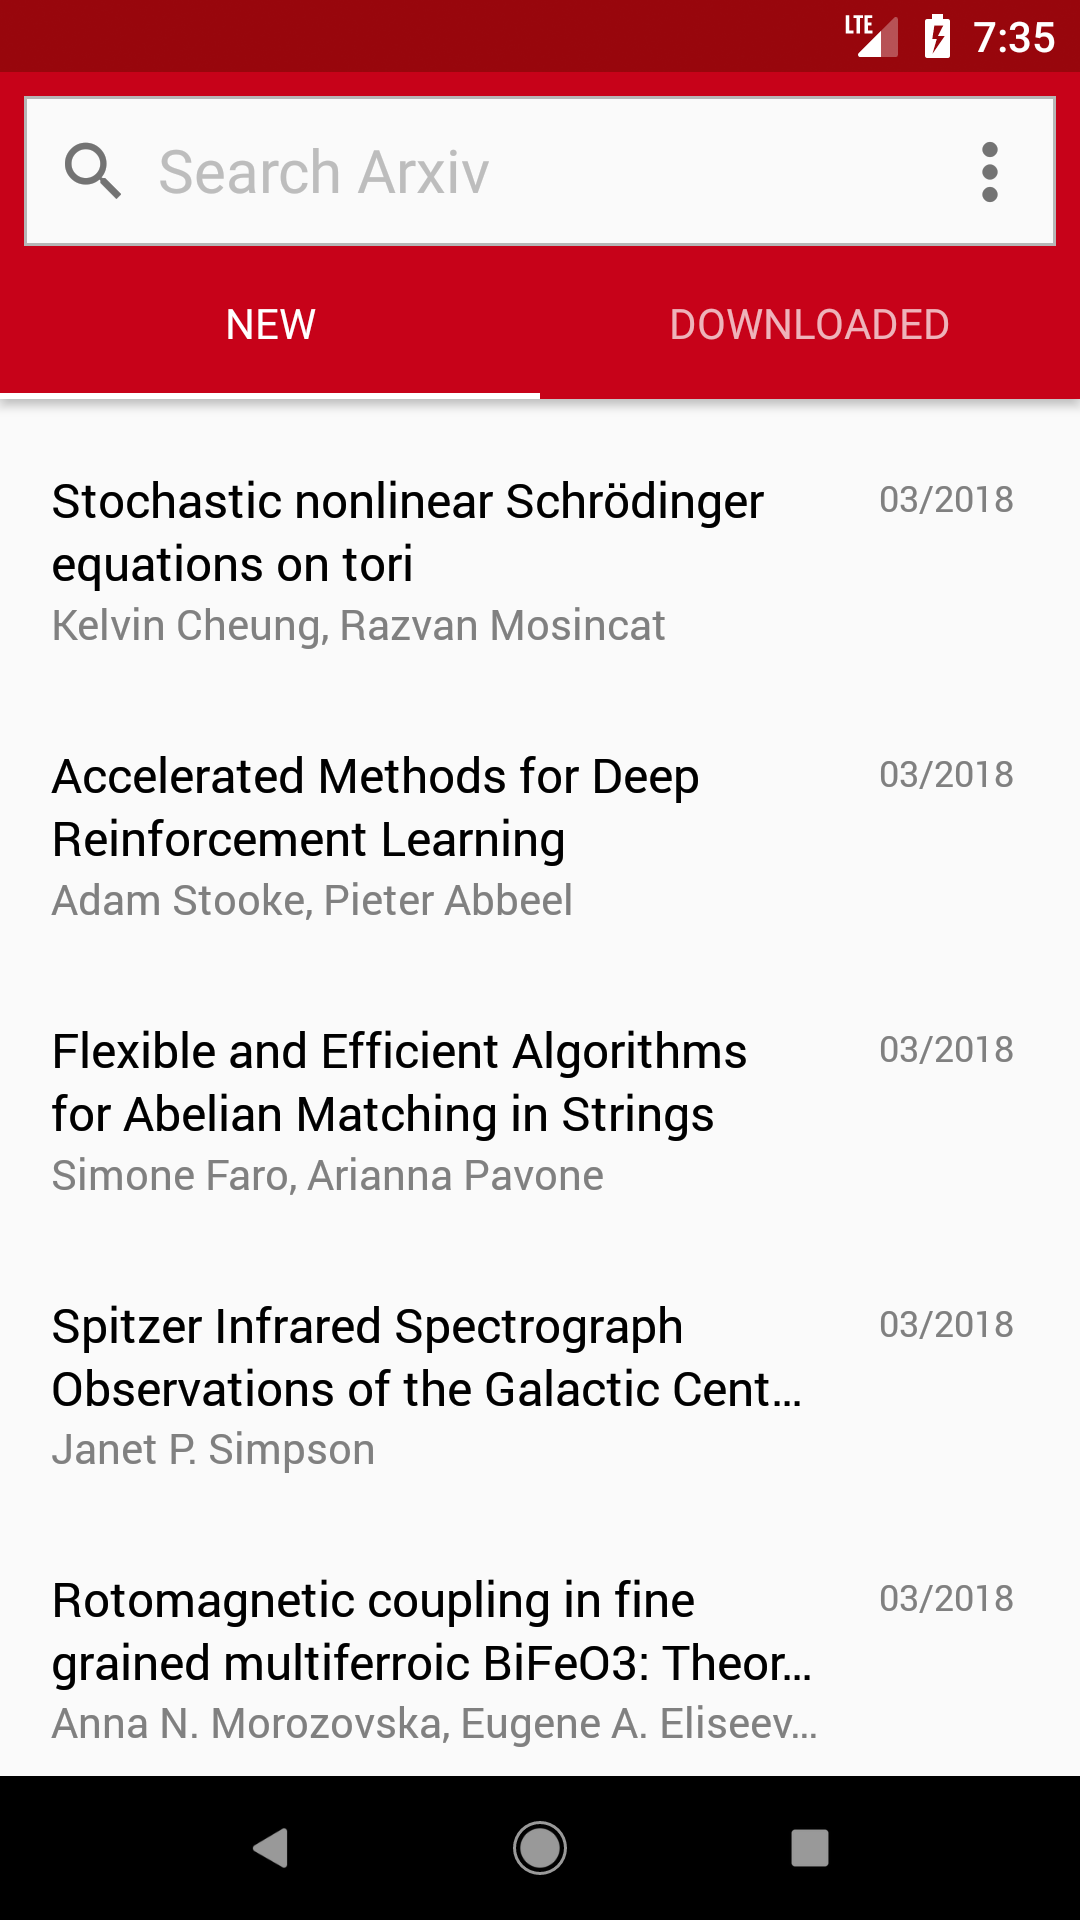 LTE 7:35
Search Arxiv
NEW DOWNLOADED
Stochastic nonlinear Schrödinger 03/2018
equations on tori
Kelvin Cheung, Razvan Mosincat
Accelerated Methods for Deep 03/2018
Reinforcement Learning
Adam Stooke, Pieter Abbeel
Flexible and Efficient Algorithms 03/2018
for Abelian Matching in Strings
Simone Faro, Arianna Pavone
Spitzer Infrared Spectrograph 03/2018
Observations of the Galactic Cent...
Janet P. Simpson
Rotomagnetic coupling in fine 03/2018
grained multiferroic BiFeO3: Theor...
Anna N. Morozovska, Eugene A. Eliseev...